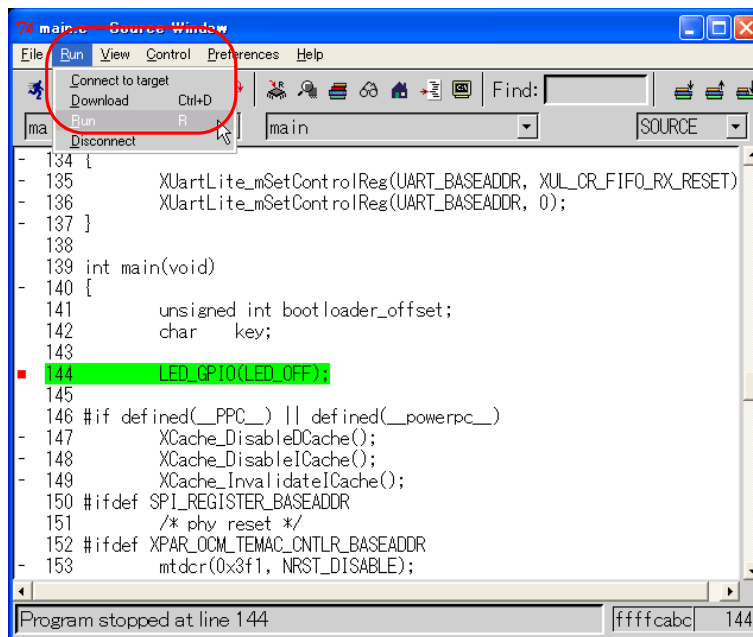 main.c - Source Window
File Run View Control Preferences Help
Connect to target
Download Ctrl+D
Run R
Disconnect
Find:
ma main SOURCE
- 134 {
- 135 XUartLite_mSetControlReg(UART_BASEADDR, XUL_CR_FIFO_RX_RESET)
- 136 XUartLite_mSetControlReg(UART_BASEADDR, 0);
- 137 }
138
139 int main(void)
- 140 {
141 unsigned int bootloader_offset;
142 char key;
143
144 LED_GPIO(LED_OFF);
145
146 #if defined(__PPC__) || defined(__powerpc__)
- 147 XCache_DisableDCache();
- 148 XCache_DisableICache();
- 149 XCache_InvalidateICache();
150 #ifdef SPI_REGISTER_BASEADDR
151 /* phy reset */
152 #ifdef XPAR_OCM_TEMAC_CNTLR_BASEADDR
- 153 mtdcr(0x3f1, NRST_DISABLE);
Program stopped at line 144 ffffcabc 144